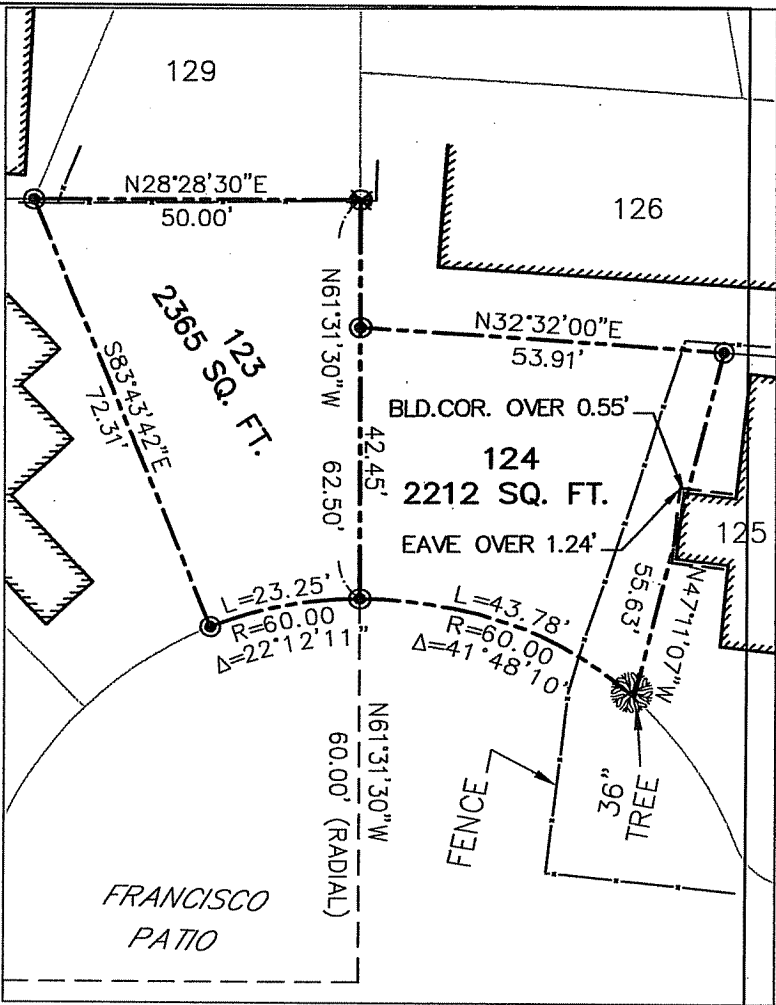 129
N28°28'30"E
50.00'
126
N61°31'30"W
123
2365 SQ. FT.
N32°32'00"E
53.91'
S83°43'42"E
72.31'
42.45'
62.50'
BLD.COR. OVER 0.55'
124
2212 SQ. FT.
125
EAVE OVER 1.24'
N47°11'07"W
55.63'
L=23.25'
R=60.00
Δ=22°12'11"
L=43.78'
R=60.00
Δ=41°48'10'
N61°31'30"W
60.00' (RADIAL)
36"
TREE
FENCE
FRANCISCO
PATIO